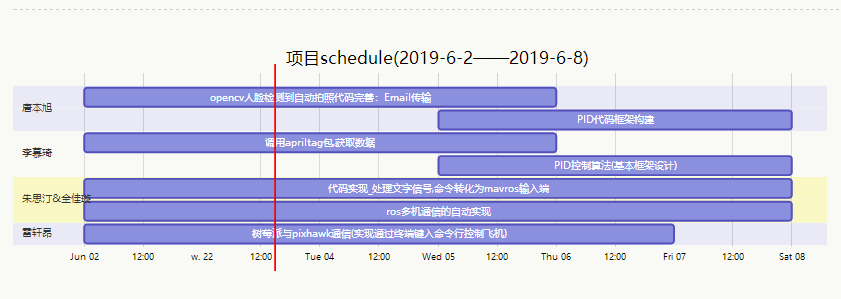 项目schedule(2019-6-2——2019-6-8)
唐本旭
opencv人脸检测到自动拍照代码完善：Email传输
PID代码框架构建
李慕琦
调用apriltag包,获取数据
PID控制算法(基本框架设计)
朱思汀&全佳
代码实现_处理文字信号,命令转化为mavros输入端
ros多机通信的自动实现
雷轩昂
树莓派与pixhawk通信(实现通过终端键入命令行控制飞机)
Jun 02 12:00 w. 22 12:00 Tue 04 12:00 Wed 05 12:00 Thu 06 12:00 Fri 07 12:00 Sat 08